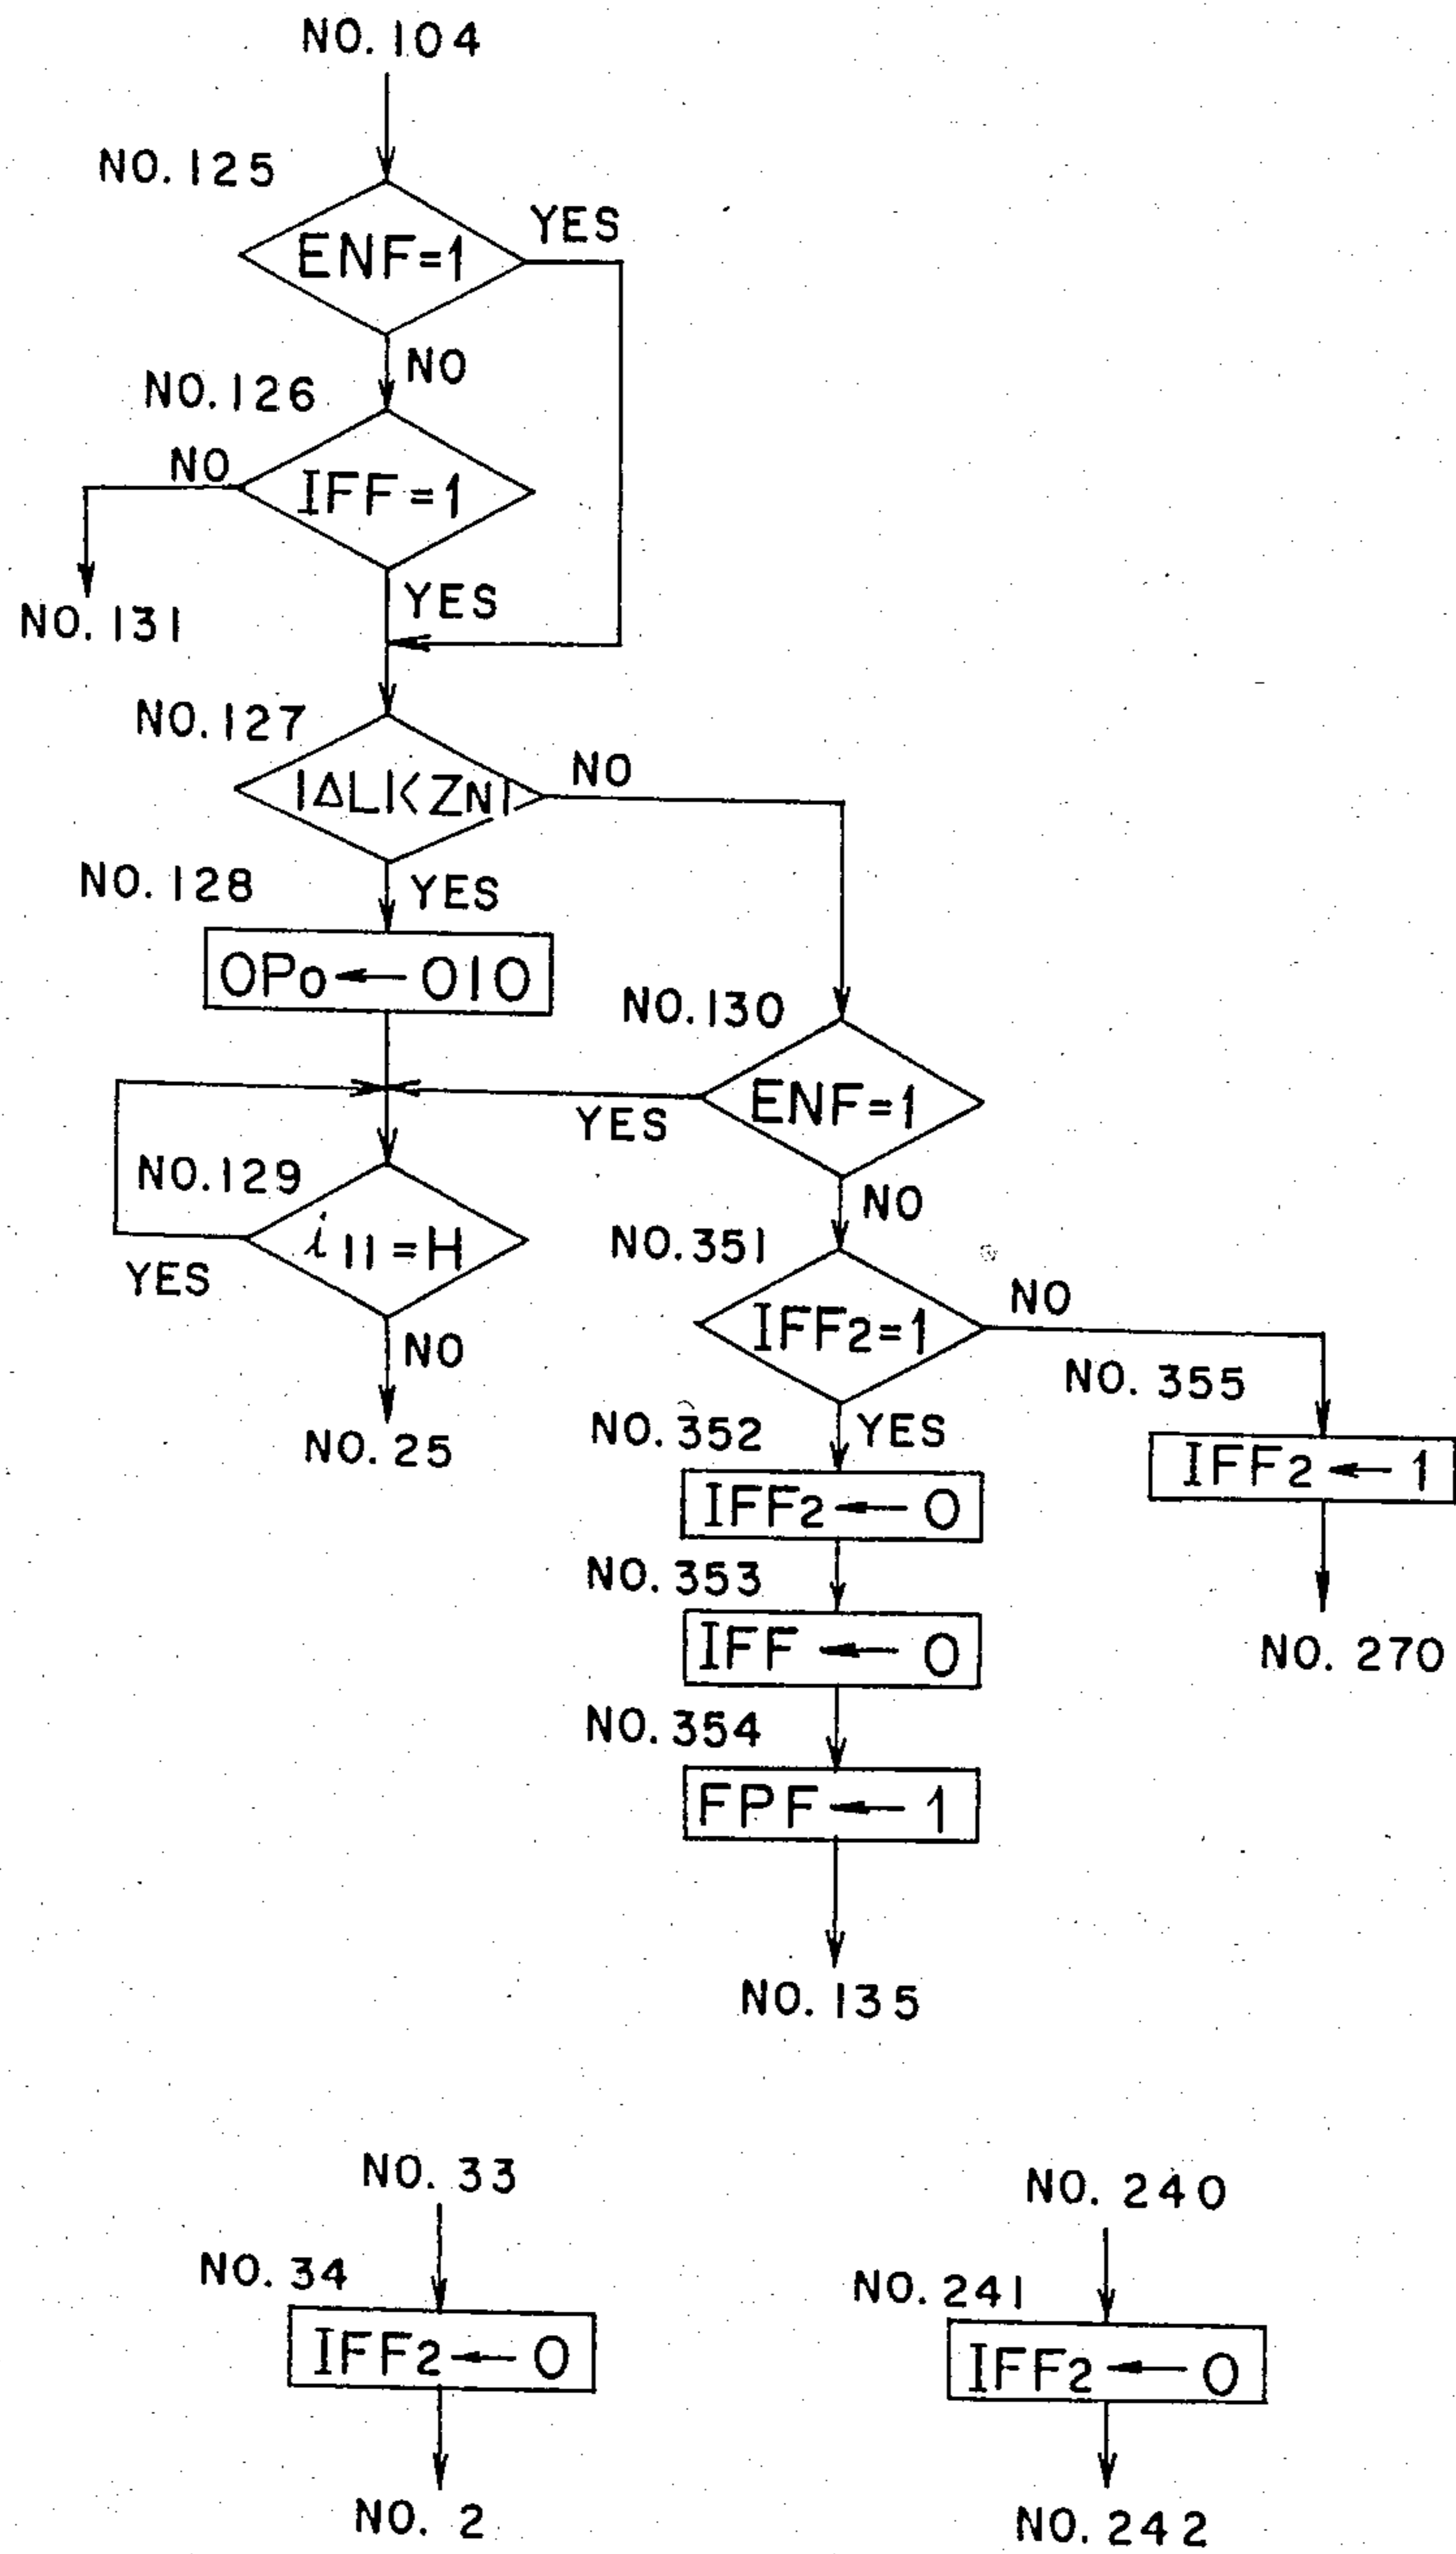 NO. 104
NO. 125
ENF=1
YES
NO
NO. 126
IFF=1
NO
YES
NO. 131
NO. 127
|ΔL|<ZN1
NO
YES
NO. 128
OPo ← 010
NO. 130
ENF=1
YES
NO
NO. 129
i11=H
YES
NO
NO. 25
NO. 351
IFF2=1
NO
YES
NO. 355
IFF2 ← 1
NO. 270
NO. 352
IFF2 ← 0
NO. 353
IFF ← 0
NO. 354
FPF ← 1
NO. 135
NO. 33
NO. 34
IFF2 ← 0
NO. 2
NO. 240
NO. 241
IFF2 ← 0
NO. 242